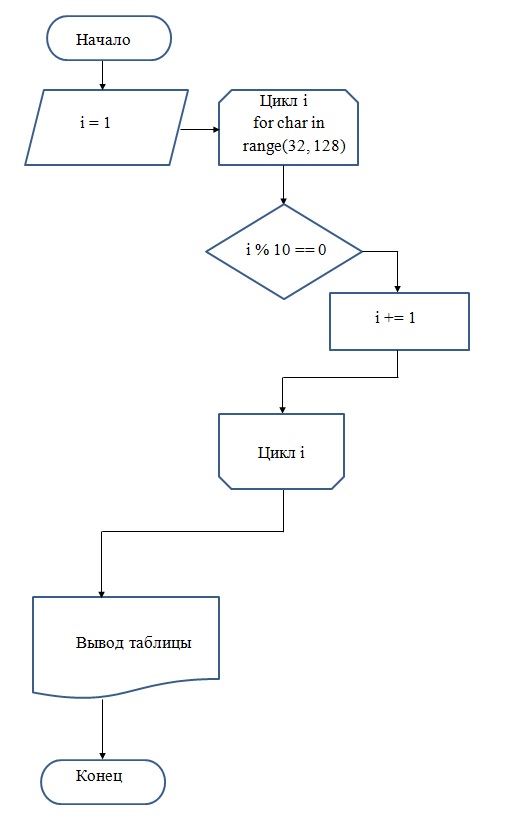 Начало
i = 1
Цикл i
for char in
range(32, 128)
i % 10 == 0
i += 1
Цикл i
Вывод таблицы
Конец